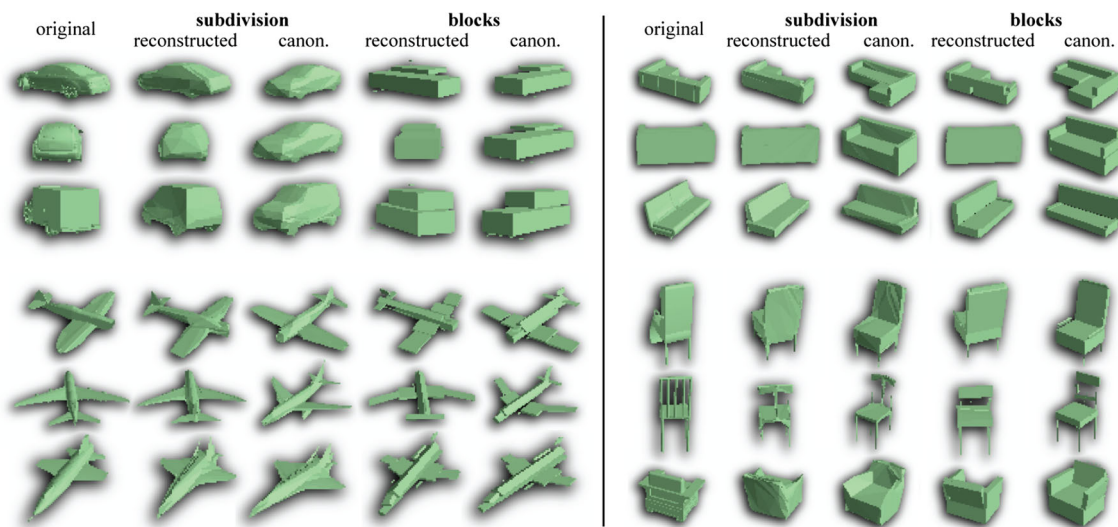 subdivision blocks
original reconstructed canon. reconstructed canon.
subdivision blocks
original reconstructed canon. reconstructed canon.